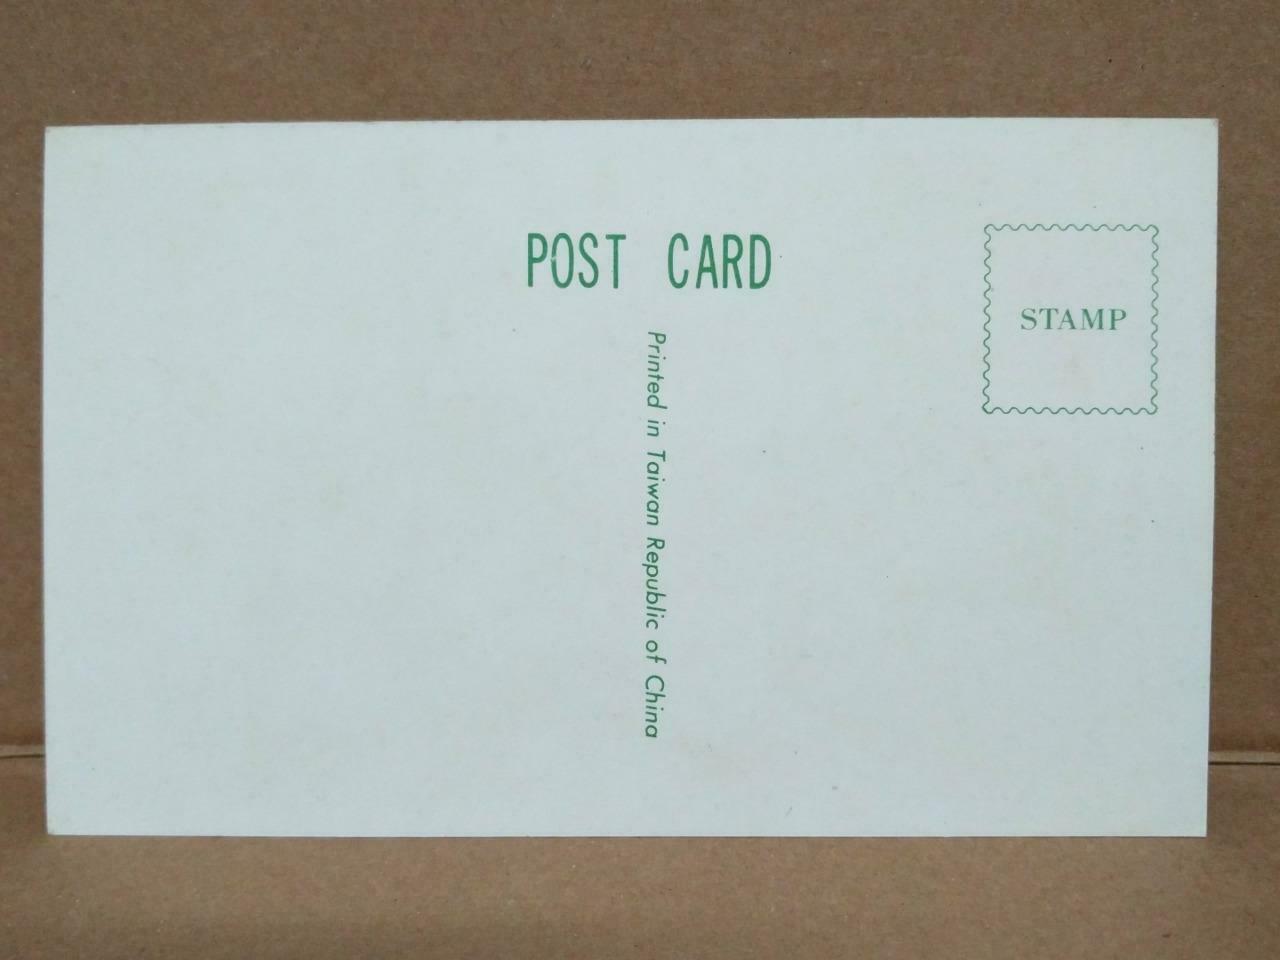 POST CARD
STAMP
Printed in Taiwan Republic of China